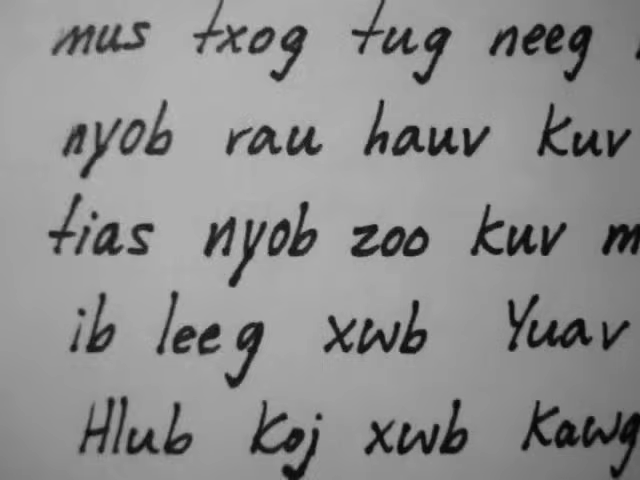 mus txog tug neeg
nyob rau hauv Kuv
tias nyob zoo kuv m
ib leeg xwb Yuav
Hlub Koj xwb Kawg